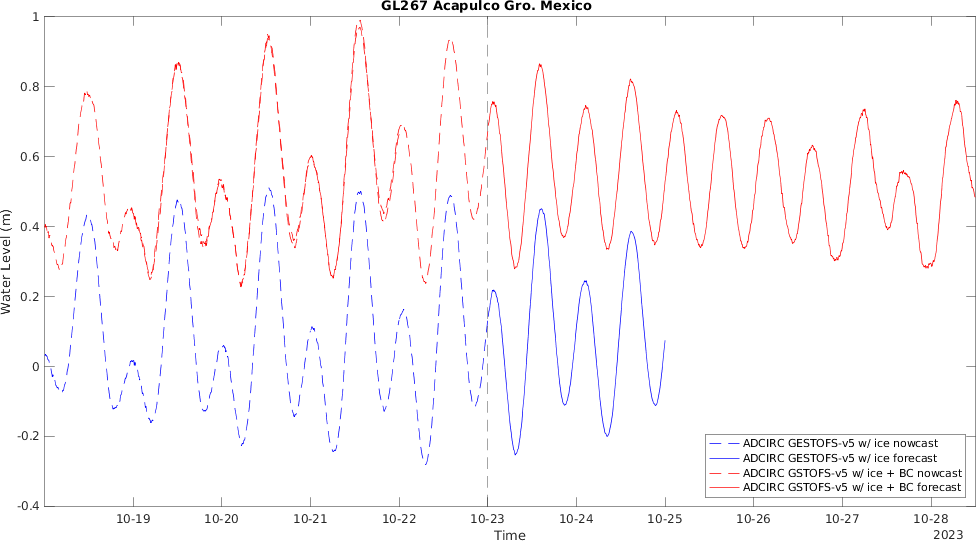 GL267 Acapulco Gro. Mexico
1
0.8
0.6
0.4
0.2
0
-0.2
-0.4
Water Level (m)
ADCIRC GESTOFS-v5 w/ ice nowcast
ADCIRC GESTOFS-v5 w/ ice forecast
ADCIRC GSTOFS-v5 w/ ice + BC nowcast
ADCIRC GSTOFS-v5 w/ ice + BC forecast
10-19 10-20 10-21 10-22 10-23 10-24 10-25 10-26 10-27 10-28
Time
2023